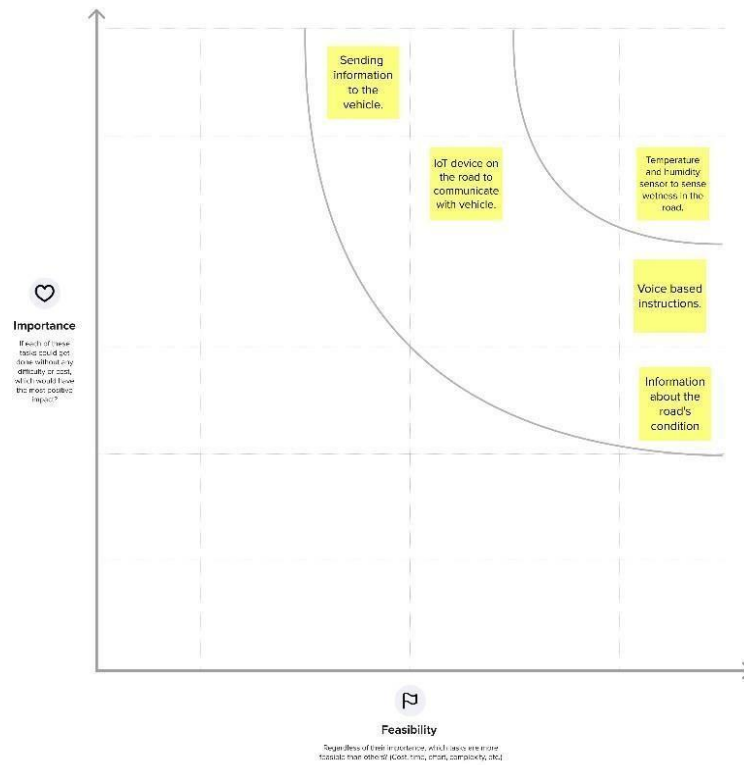 Sending
information
to the
vehicle.
IoT device on
the road to
communicate
with vehicle.
Temperature
and humidity
sensor to sense
wetness in the
road.
Voice based
instructions.
Information
about the
road's
condition
Importance
If each of these
tasks could get
done without any
difficulty or cost,
which would have
the most positive
impact?
Feasibility
Regardless of their importance, which tasks are more
feasible than others? (Cost, time, effort, complexity, etc.)